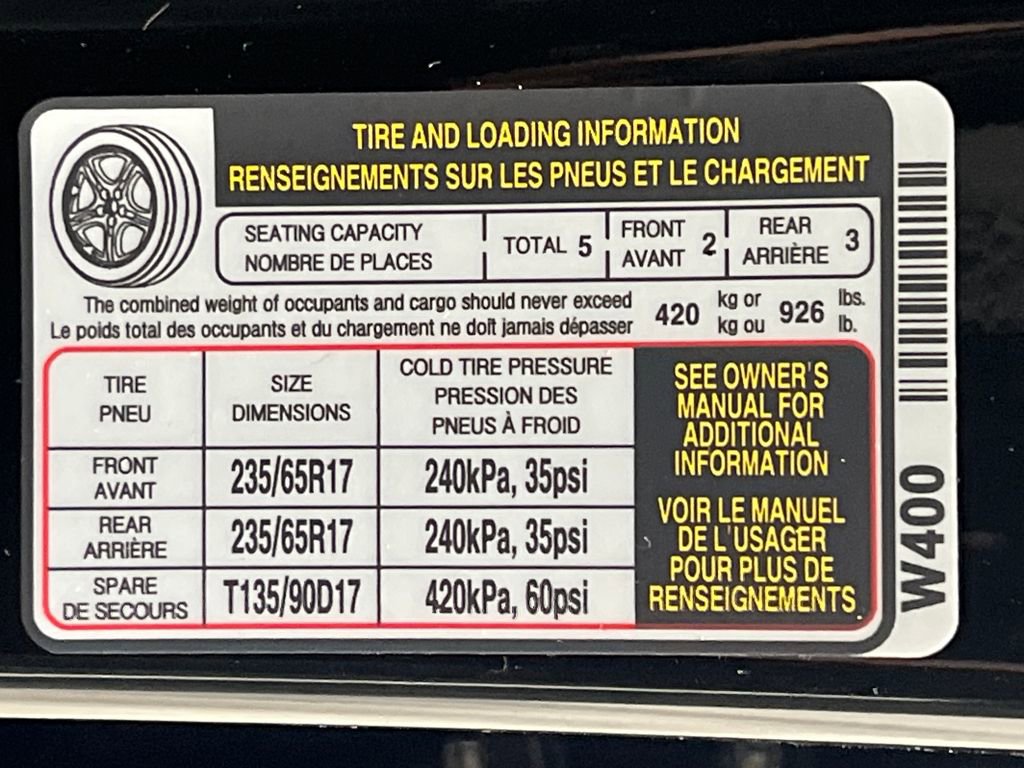 TIRE AND LOADING INFORMATION
RENSEIGNEMENTS SUR LES PNEUS ET LE CHARGEMENT
SEATING CAPACITY
NOMBRE DE PLACES
TOTAL 5
FRONT
AVANT 2
REAR
ARRIÈRE 3
The combined weight of occupants and cargo should never exceed
Le poids total des occupants et du chargement ne doit jamais dépasser
420 kg or
kg ou
926 lbs.
lb.
TIRE
PNEU
SIZE
DIMENSIONS
COLD TIRE PRESSURE
PRESSION DES
PNEUS À FROID
FRONT
AVANT
235/65R17
240kPa, 35psi
REAR
ARRIÈRE
235/65R17
240kPa, 35psi
SPARE
DE SECOURS
T135/90D17
420kPa, 60psi
SEE OWNER'S
MANUAL FOR
ADDITIONAL
INFORMATION
VOIR LE MANUEL
DE L'USAGER
POUR PLUS DE
RENSEIGNEMENTS
W400